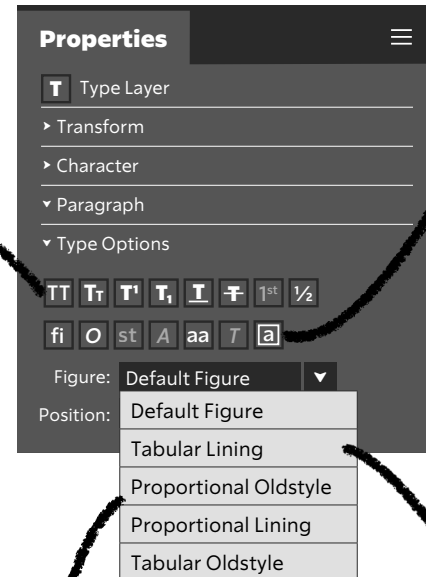 Properties
T Type Layer
Transform
Character
Paragraph
Type Options
TT Tт T¹ T₁ T T 1st ½
fi O st A aa T a
Figure: Default Figure
Position: Default Figure
Tabular Lining
Proportional Oldstyle
Proportional Lining
Tabular Oldstyle